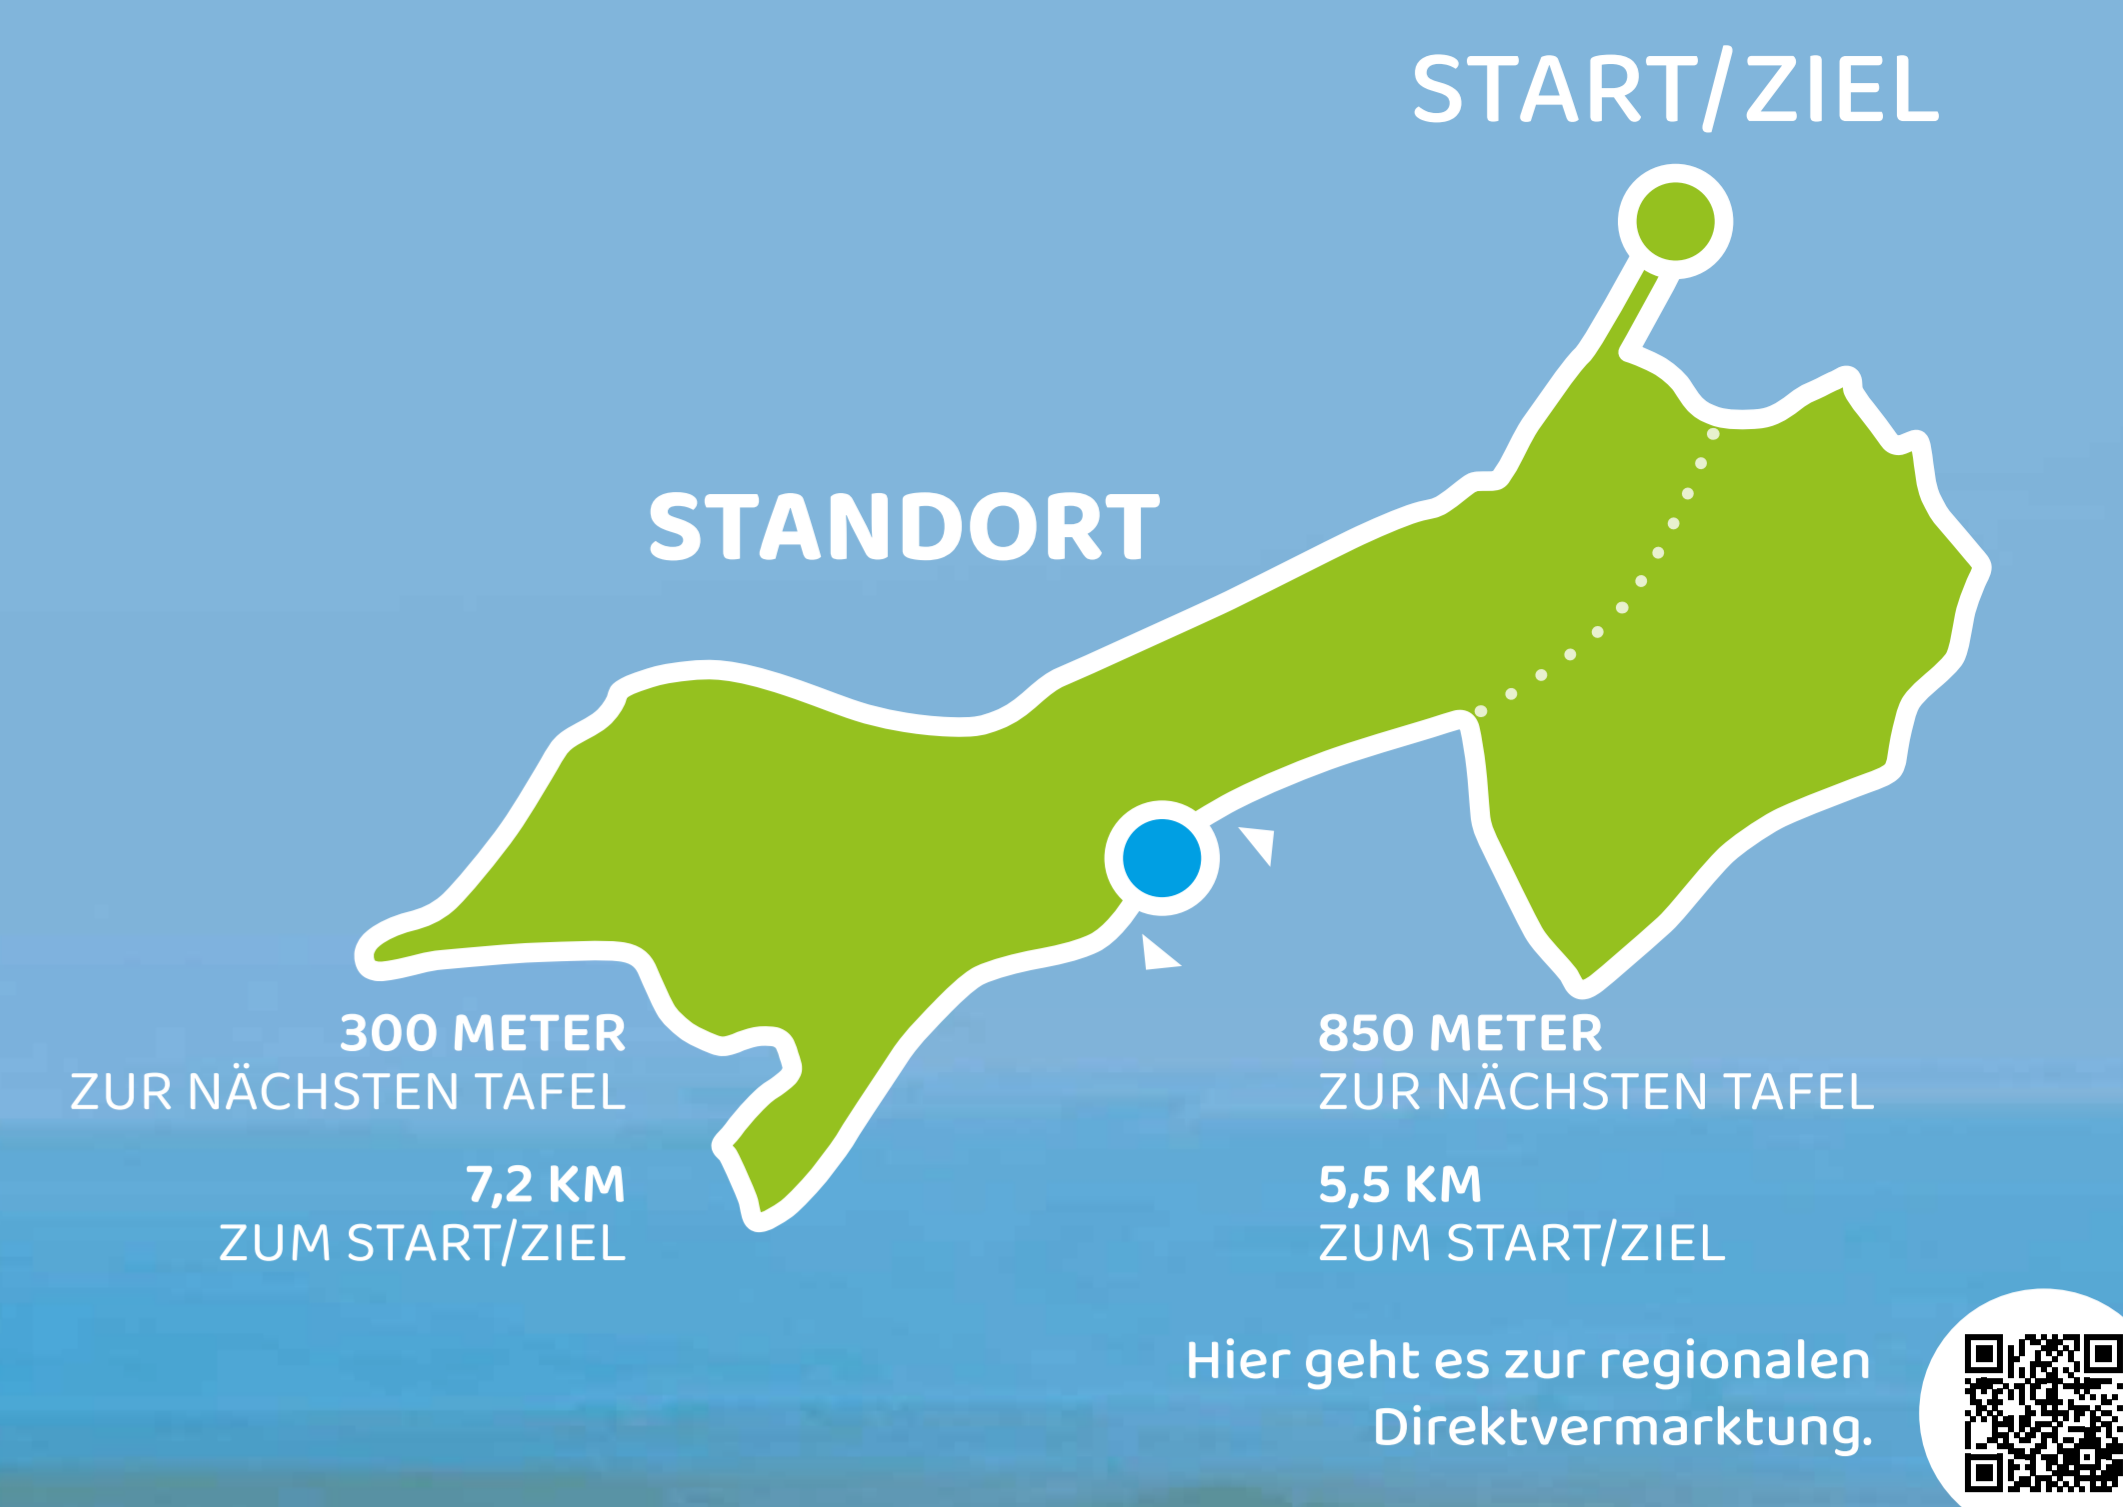 START/ZIEL
STANDORT
300 METER
ZUR NÄCHSTEN TAFEL
7,2 KM
ZUM START/ZIEL
850 METER
ZUR NÄCHSTEN TAFEL
5,5 KM
ZUM START/ZIEL
Hier geht es zur regionalen
Direktvermarktung.